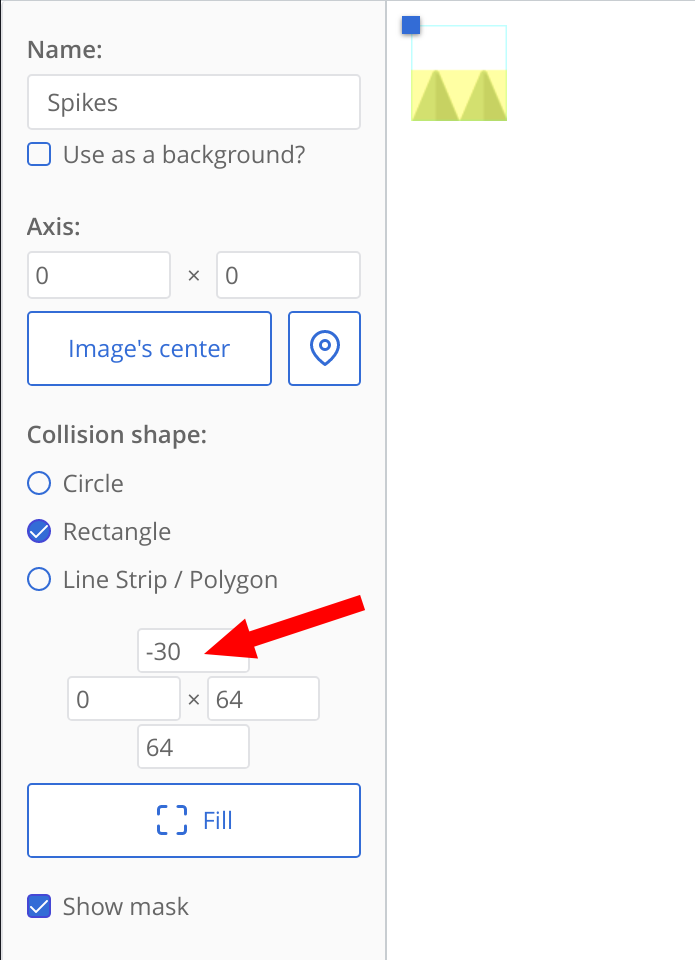 Name:
Spikes
Use as a background?
Axis:
0 × 0
Image's center
Collision shape:
Circle
Rectangle
Line Strip / Polygon
-30
0 × 64
64
Fill
Show mask